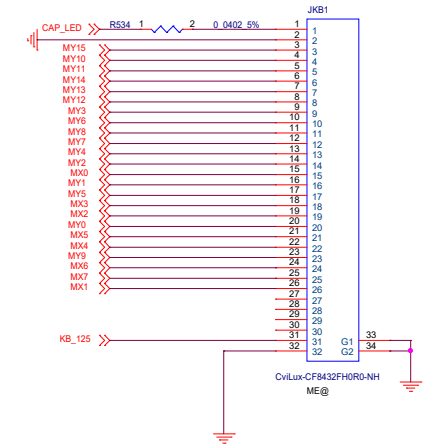 JKB1
CAP_LED R534 1 2 0_0402_5% 1 1
2 2
MY15 3 3
MY10 4 4
MY11 5 5
MY14 6 6
MY13 7 7
MY12 8 8
MY3 9 9
MY6 10 10
MY8 11 11
MY7 12 12
MY4 13 13
MY2 14 14
MX0 15 15
MY1 16 16
MY5 17 17
MX3 18 18
MX2 19 19
MY0 20 20
MX5 21 21
MX4 22 22
MY9 23 23
MX6 24 24
MX7 25 25
MX1 26 26
27 27
28 28
29 29
30 30
KB_125 31 31 G1 33
32 32 G2 34
CviLux-CF8432FH0R0-NH
ME@